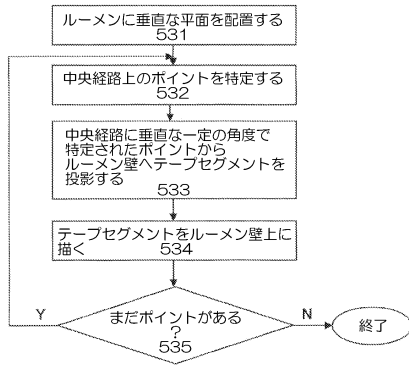 ルーメンに垂直な平面を配置する
531
中央経路上のポイントを特定する
532
中央経路に垂直な一定の角度で
特定されたポイントから
ルーメン壁へテープセグメントを
投影する
533
テープセグメントをルーメン壁上に
描く 534
Y
まだポイントがある
?
535
N
終了